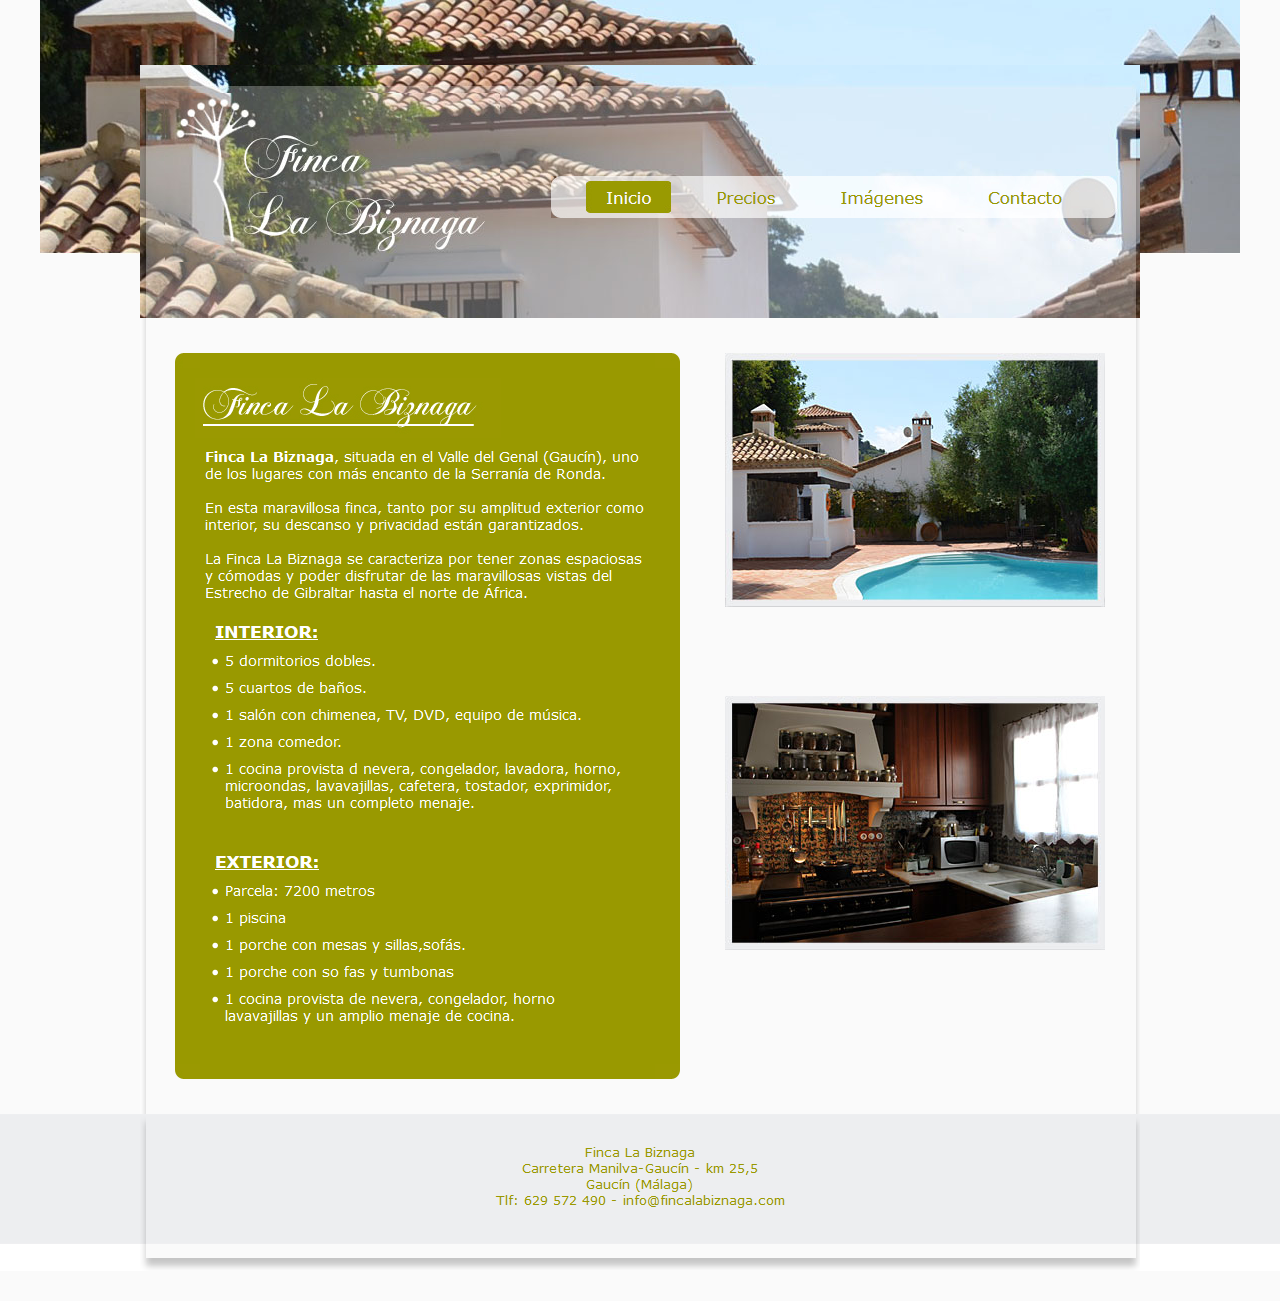 Finca
La Biznaga
Inicio
Precios
Imágenes
Contacto
Finca La Biznaga
Finca La Biznaga, situada en el Valle del Genal (Gaucín), uno
de los lugares con más encanto de la Serranía de Ronda.
En esta maravillosa finca, tanto por su amplitud exterior como
interior, su descanso y privacidad están garantizados.
La Finca La Biznaga se caracteriza por tener zonas espaciosas
y cómodas y poder disfrutar de las maravillosas vistas del
Estrecho de Gibraltar hasta el norte de África.
INTERIOR:
• 5 dormitorios dobles.
• 5 cuartos de baños.
• 1 salón con chimenea, TV, DVD, equipo de música.
• 1 zona comedor.
• 1 cocina provista d nevera, congelador, lavadora, horno,
microondas, lavavajillas, cafetera, tostador, exprimidor,
batidora, mas un completo menaje.
EXTERIOR:
• Parcela: 7200 metros
• 1 piscina
• 1 porche con mesas y sillas,sofás.
• 1 porche con so fas y tumbonas
• 1 cocina provista de nevera, congelador, horno
lavavajillas y un amplio menaje de cocina.
Finca La Biznaga
Carretera Manilva-Gaucín - km 25,5
Gaucín (Málaga)
Tlf: 629 572 490 - info@fincalabiznaga.com